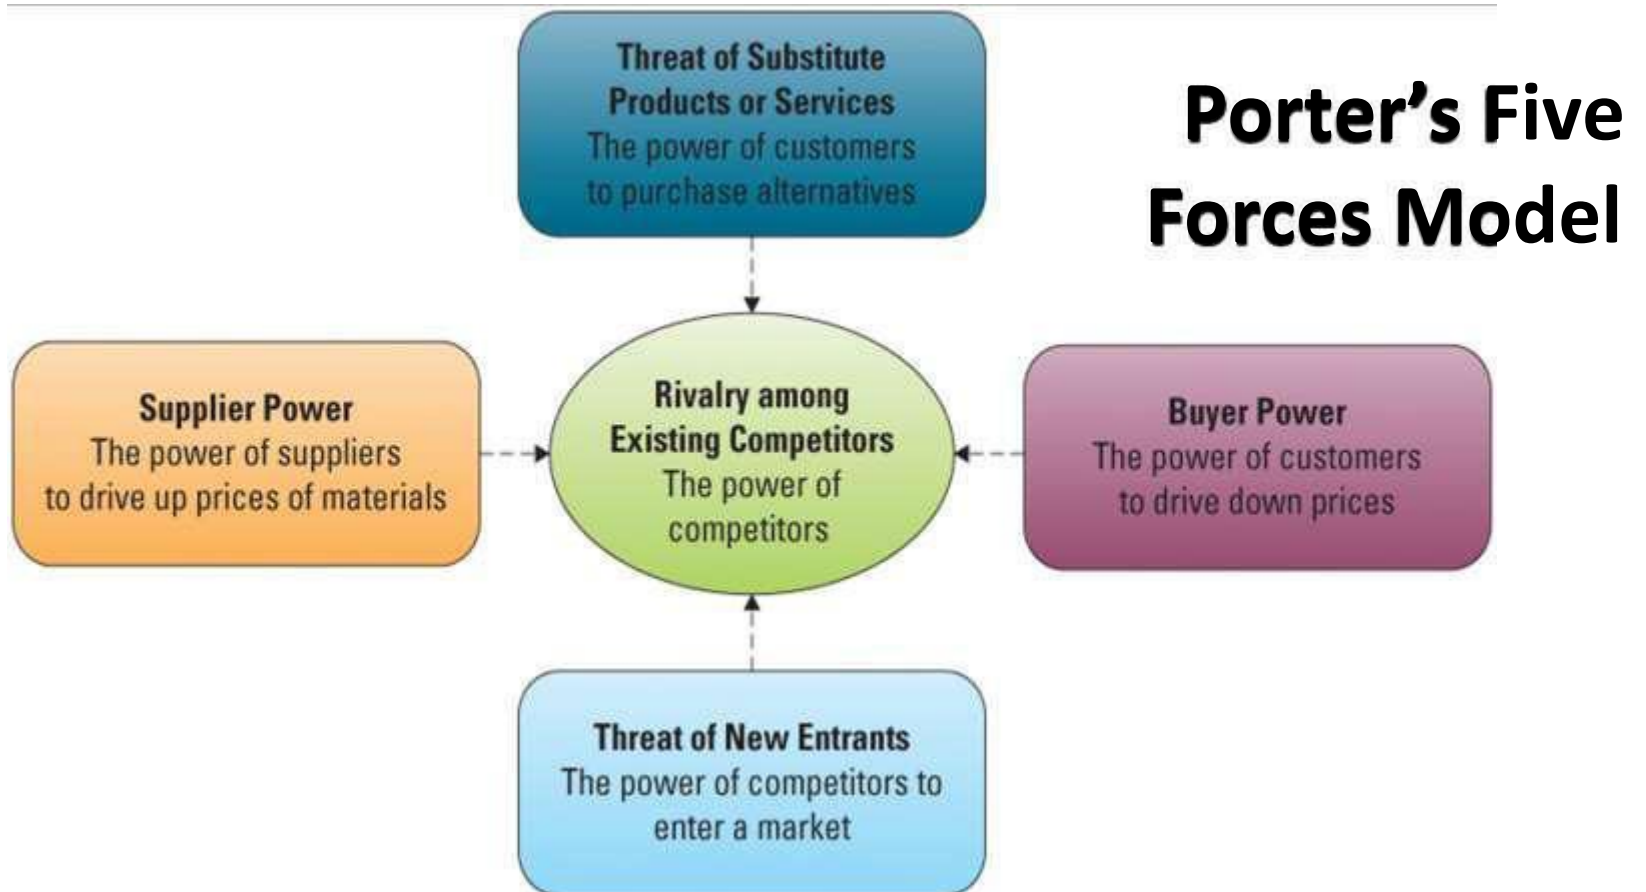 Porter’s Five
Forces Model
Threat of Substitute
Products or Services
The power of customers
to purchase alternatives
Supplier Power
The power of suppliers
to drive up prices of materials
Rivalry among
Existing Competitors
The power of
competitors
Buyer Power
The power of customers
to drive down prices
Threat of New Entrants
The power of competitors to
enter a market